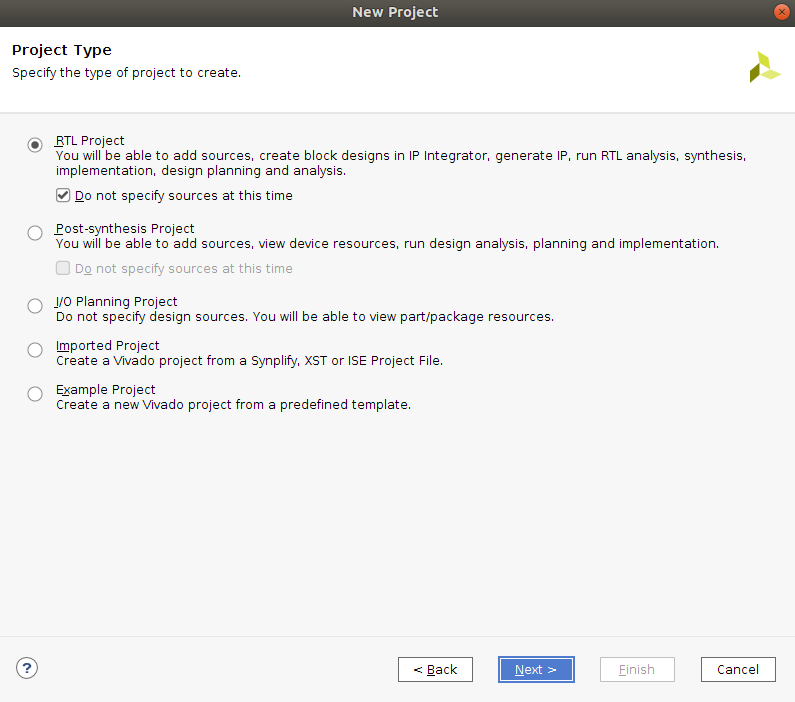 New Project
Project Type
Specify the type of project to create.
RTL Project
You will be able to add sources, create block designs in IP Integrator, generate IP, run RTL analysis, synthesis,
implementation, design planning and analysis.
Do not specify sources at this time
Post-synthesis Project
You will be able to add sources, view device resources, run design analysis, planning and implementation.
Do not specify sources at this time
I/O Planning Project
Do not specify design sources. You will be able to view part/package resources.
Imported Project
Create a Vivado project from a Synplify, XST or ISE Project File.
Example Project
Create a new Vivado project from a predefined template.
?
< Back
Next >
Finish
Cancel